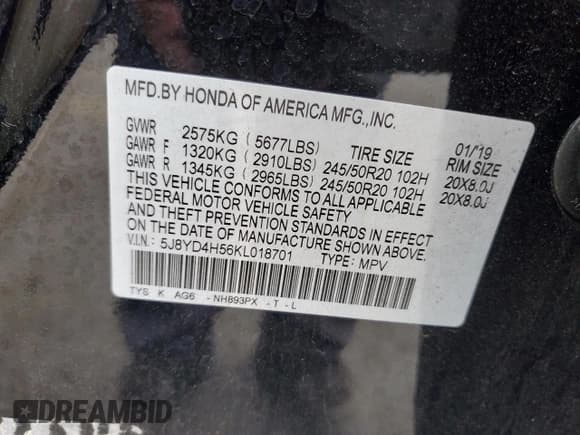 MFD.BY HONDA OF AMERICA MFG.,INC.
GVWR 2575KG ( 5677LBS) TIRE SIZE 01/'19 RIM SIZE
GAWR F 1320KG ( 2910LBS) 245/50R20 102H 20X8.0J
GAWR R 1345KG ( 2965LBS) 245/50R20 102H 20X8.0J
THIS VEHICLE CONFORMS TO ALL APPLICABLE
FEDERAL MOTOR VEHICLE SAFETY
AND THEFT PREVENTION STANDARDS IN EFFECT
ON THE DATE OF MANUFACTURE SHOWN ABOVE.
V.I.N.: 5J8YD4H56KL018701 TYPE: MPV
TYS K AG6 -NH893PX -T -L
DREAMBID